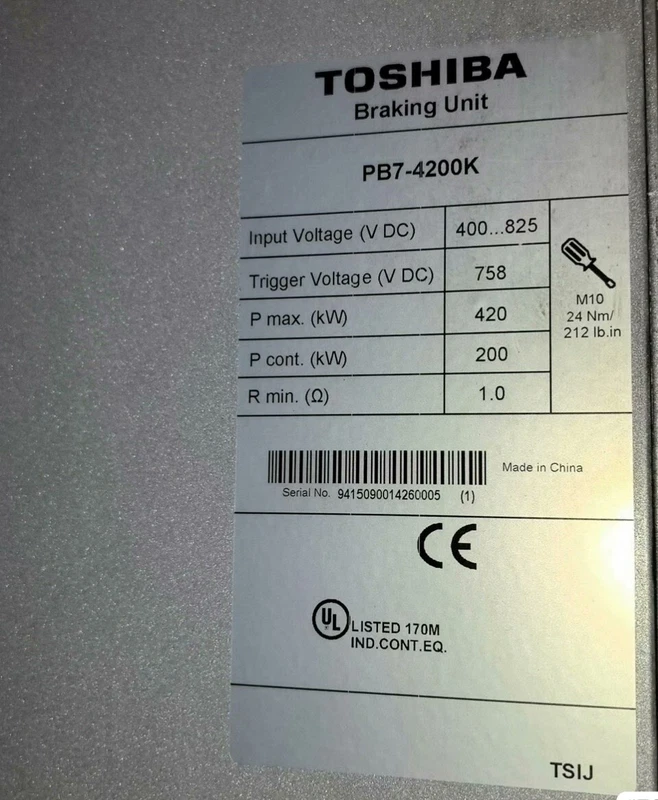 TOSHIBA
Braking Unit
PB7-4200K
Input Voltage (V DC) 400...825
Trigger Voltage (V DC) 758
P max. (kW) 420
P cont. (kW) 200
R min. (Ω) 1.0
M10
24 Nm/
212 lb.in
Made in China
Serial No. 9415090014260005 (1)
CE
UL LISTED 170M
IND.CONT.EQ.
TSIJ